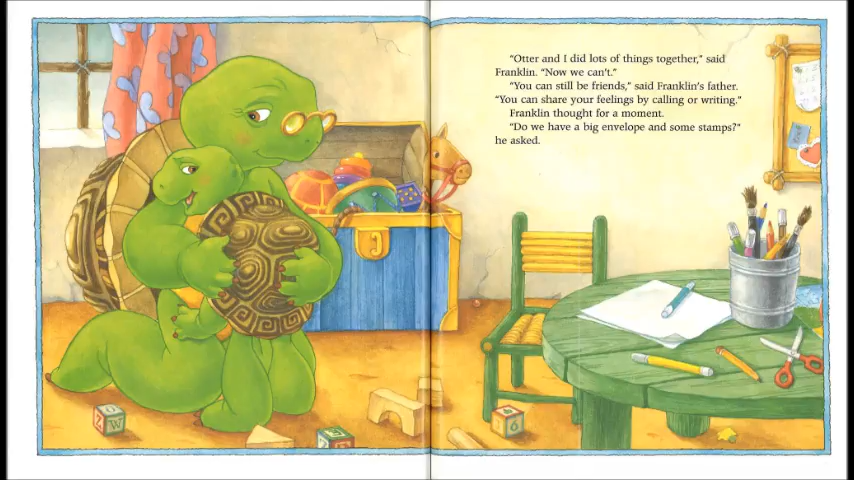 "Otter and I did lots of things together," said
Franklin. "Now we can't."
"You can still be friends," said Franklin's father.
"You can share your feelings by calling or writing."
Franklin thought for a moment.
"Do we have a big envelope and some stamps?"
he asked.
W
6